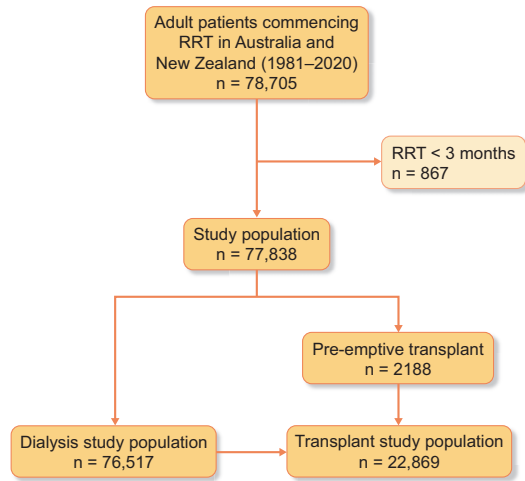 Adult patients commencing
RRT in Australia and
New Zealand (1981–2020)
n = 78,705
RRT < 3 months
n = 867
Study population
n = 77,838
Pre-emptive transplant
n = 2188
Dialysis study population
n = 76,517
Transplant study population
n = 22,869